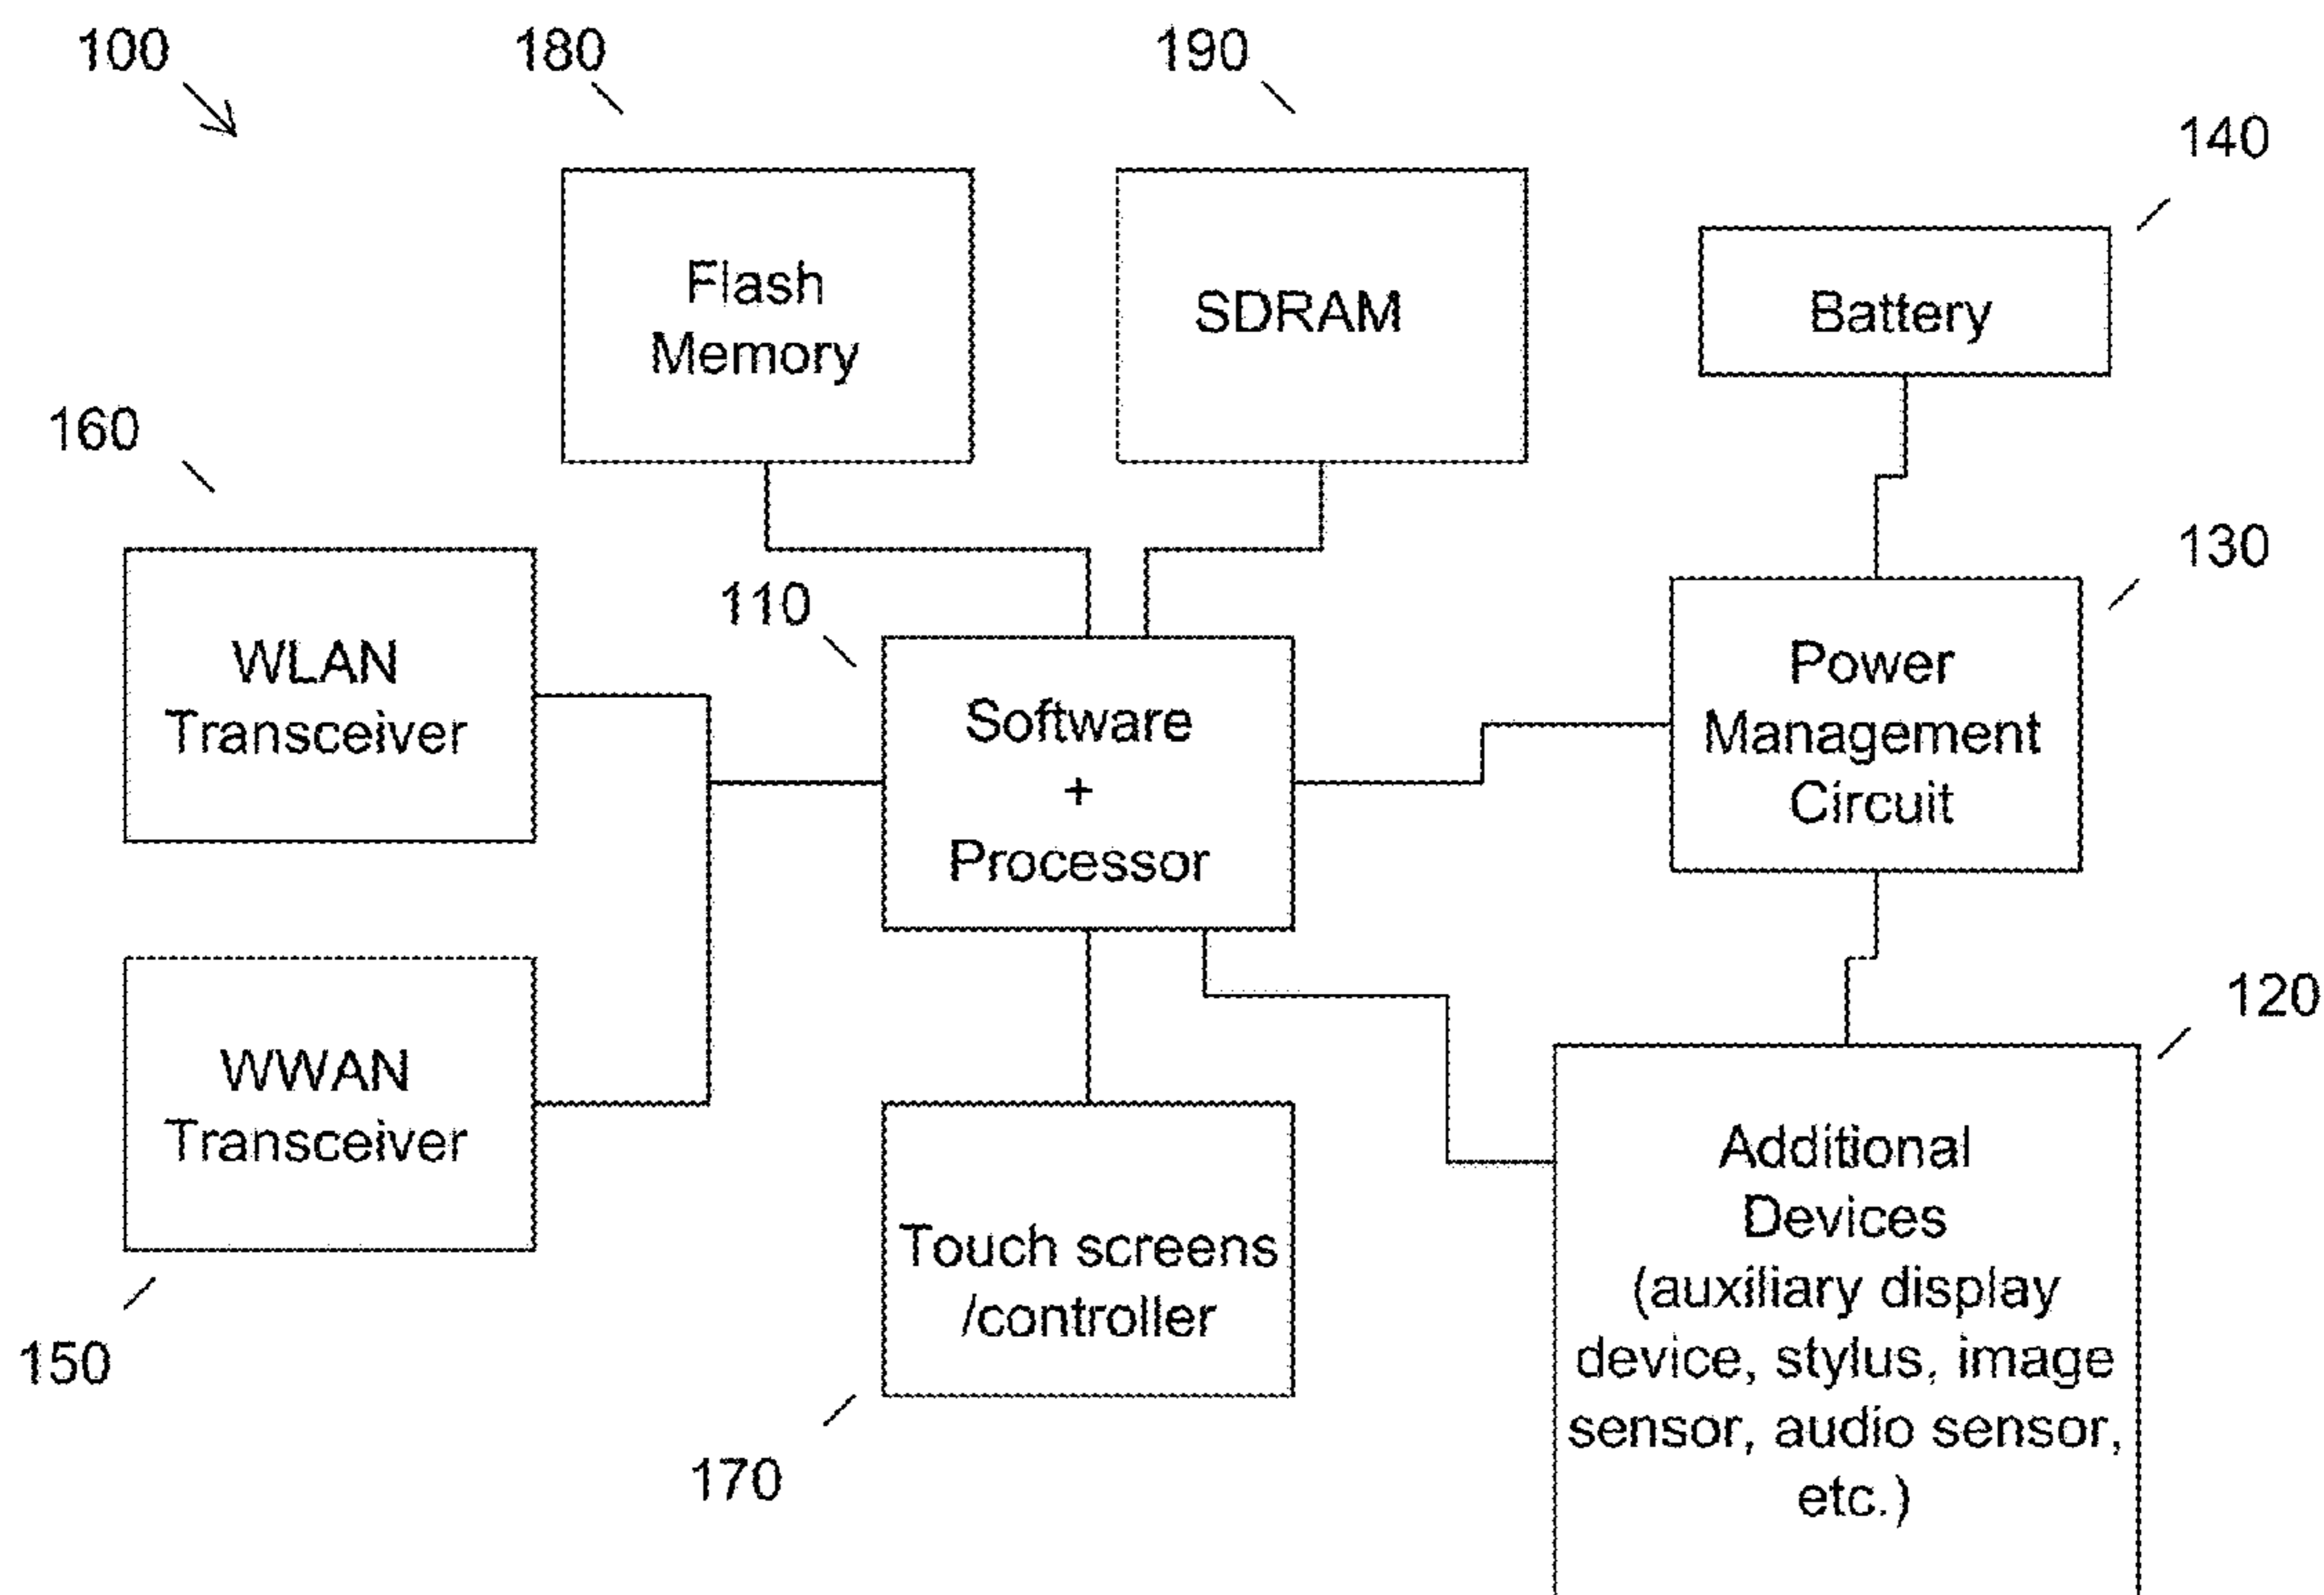 100
180
190
140
Flash
Memory
SDRAM
Battery
160
130
110
WLAN
Transceiver
Software
+
Processor
Power
Management
Circuit
120
WWAN
Transceiver
Touch screens
/controller
Additional
Devices
(auxiliary display
device, stylus, image
sensor, audio sensor,
etc.)
150
170